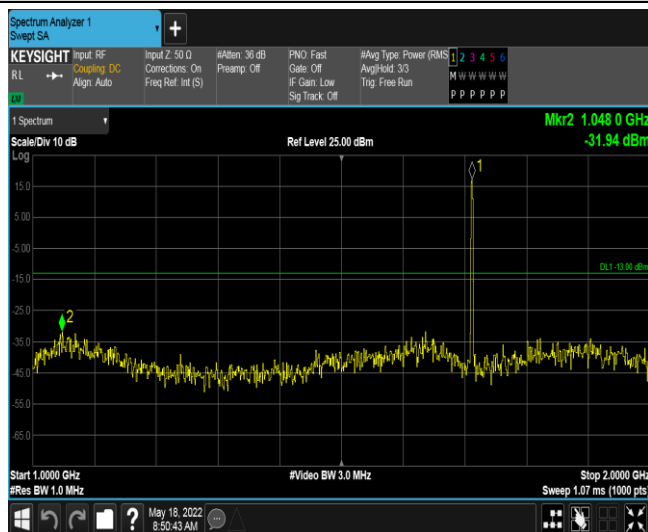 Spectrum Analyzer 1
Swept SA
KEYSIGHT
RL
Input: RF
Coupling: DC
Align: Auto
Input Z: 50 Ω
Corrections: On
Freq Ref: Int (S)
#Atten: 36 dB
Preamp: Off
PNO: Fast
Gate: Off
IF Gain: Low
Sig Track: Off
#Avg Type: Power (RMS
Avg|Hold: 3/3
Trig: Free Run
1 2 3 4 5 6
M W W W W W
P P P P P P
1 Spectrum
Mkr2 1.048 0 GHz
Scale/Div 10 dB
Ref Level 25.00 dBm
-31.94 dBm
Log
1
15.0
5.00
-5.00
DL1 -13.00 dBm
-15.0
-25.0
2
-35.0
-45.0
-55.0
-65.0
Start 1.0000 GHz
#Video BW 3.0 MHz
Stop 2.0000 GHz
#Res BW 1.0 MHz
Sweep 1.07 ms (1000 pts)
?
May 18, 2022
8:50:43 AM